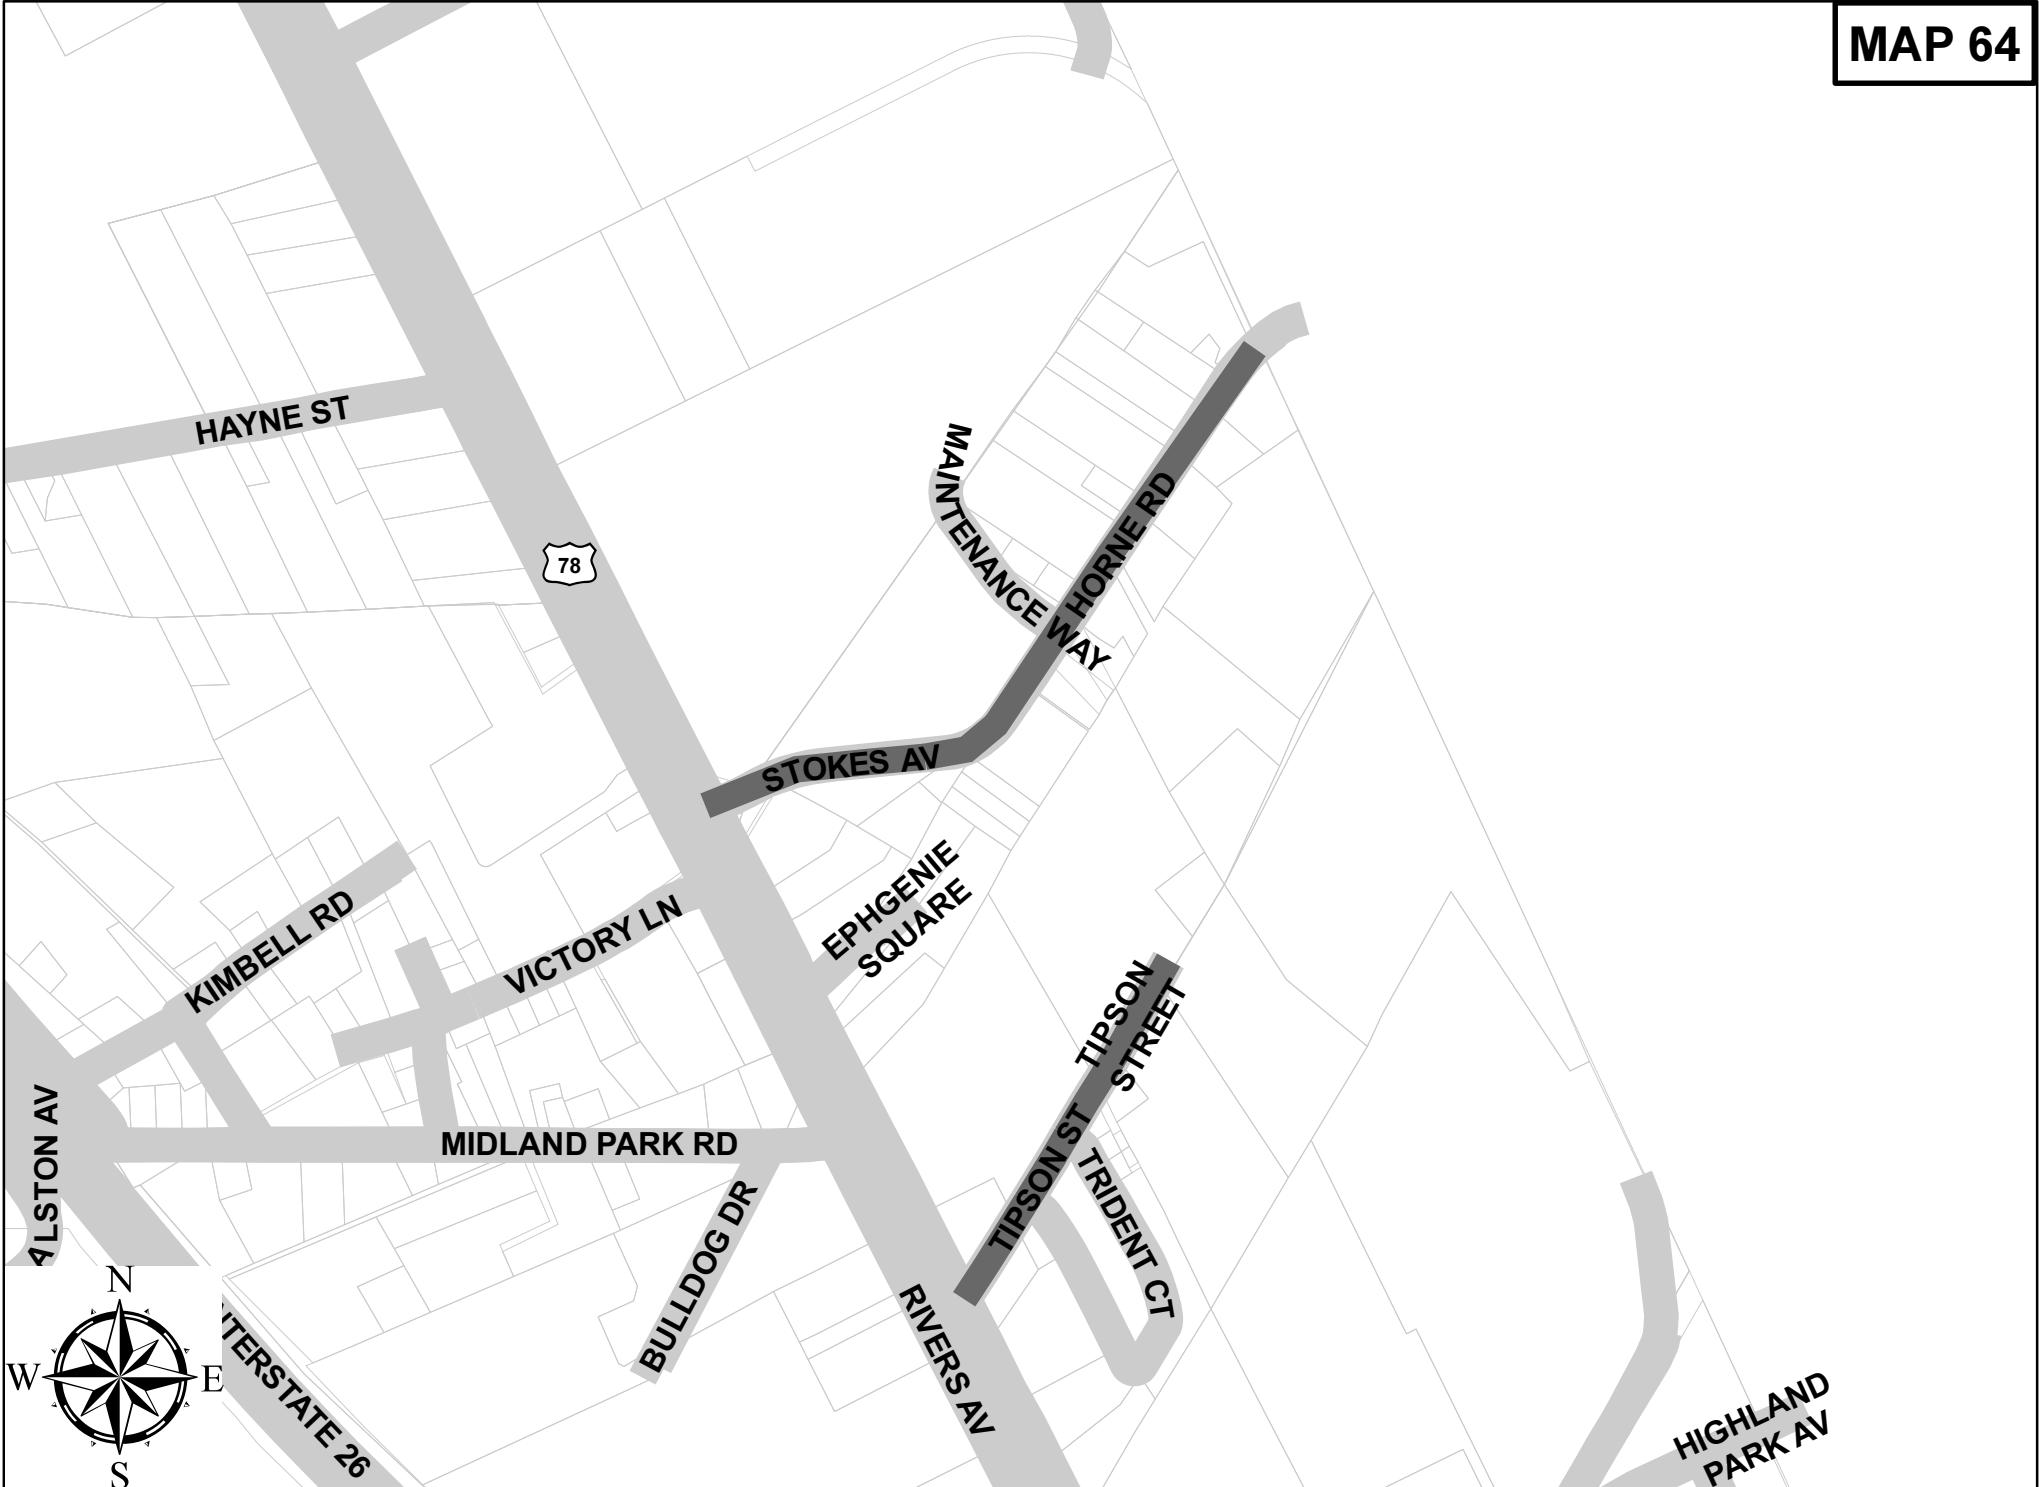 MAP 64
HAYNE ST
MAINTENANCE WAY
HORNE RD
78
STOKES AV
EPHGENIE
SQUARE
KIMBELL RD
VICTORY LN
TIPSON
STREET
ALSTON AV
MIDLAND PARK RD
TIPSON ST
TRIDENT CT
BULLDOG DR
RIVERS AV
N
W
E
S
NTERSTATE 26
HIGHLAND
PARK AV